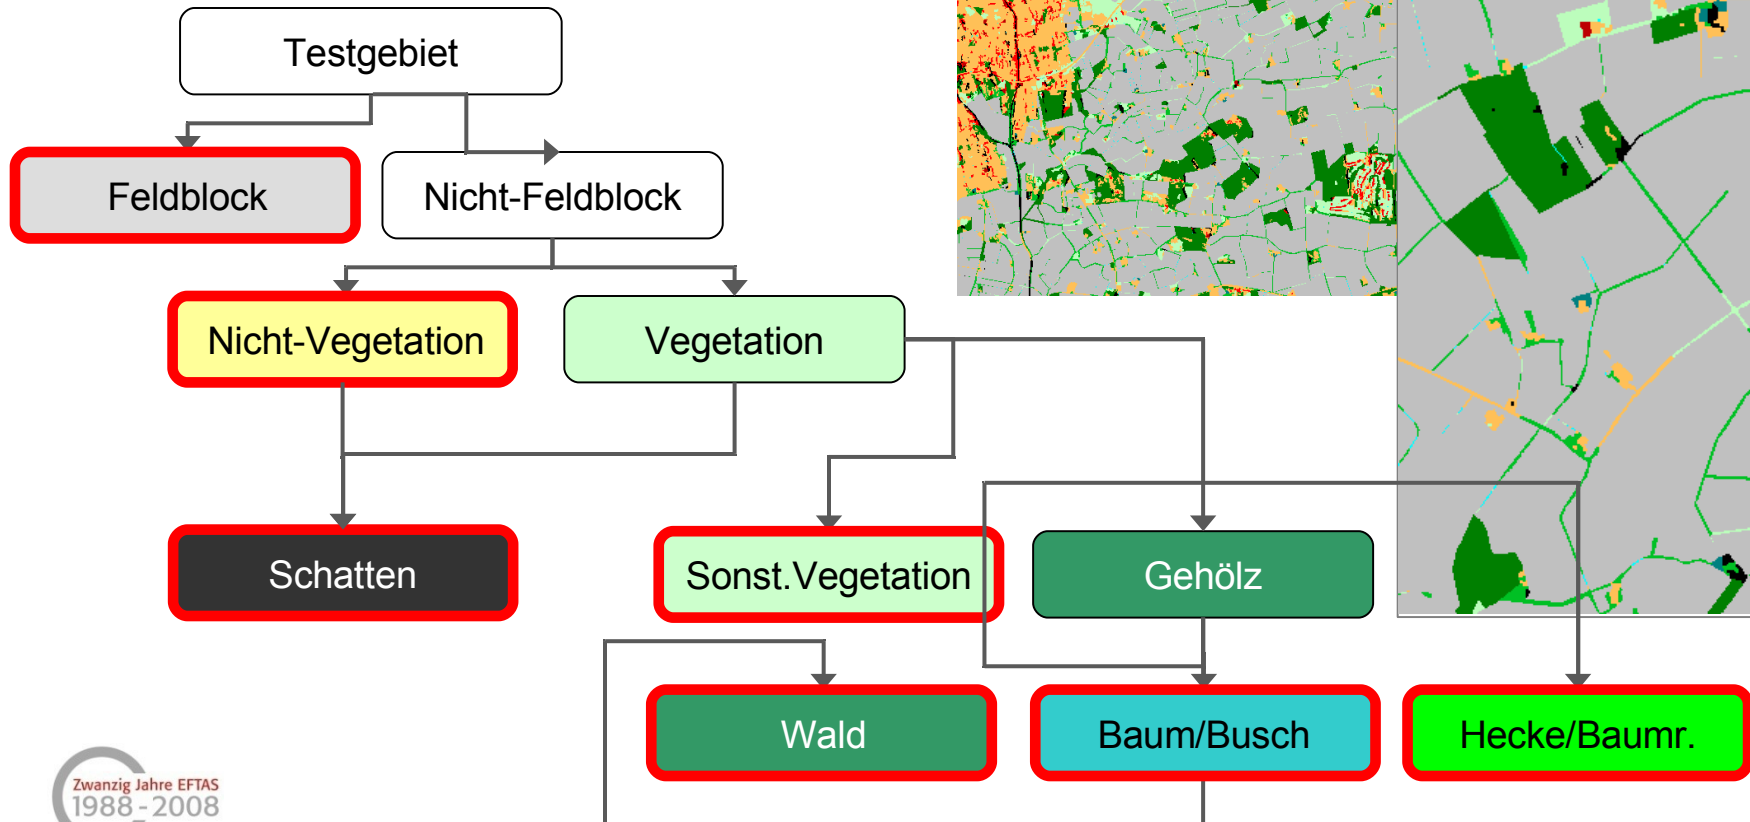 Testgebiet
Feldblock
Nicht-Feldblock
Nicht-Vegetation
Vegetation
Schatten
Sonst.Vegetation
Gehölz
Wald
Baum/Busch
Hecke/Baumr.
Zwanzig Jahre EFTAS
1988-2008